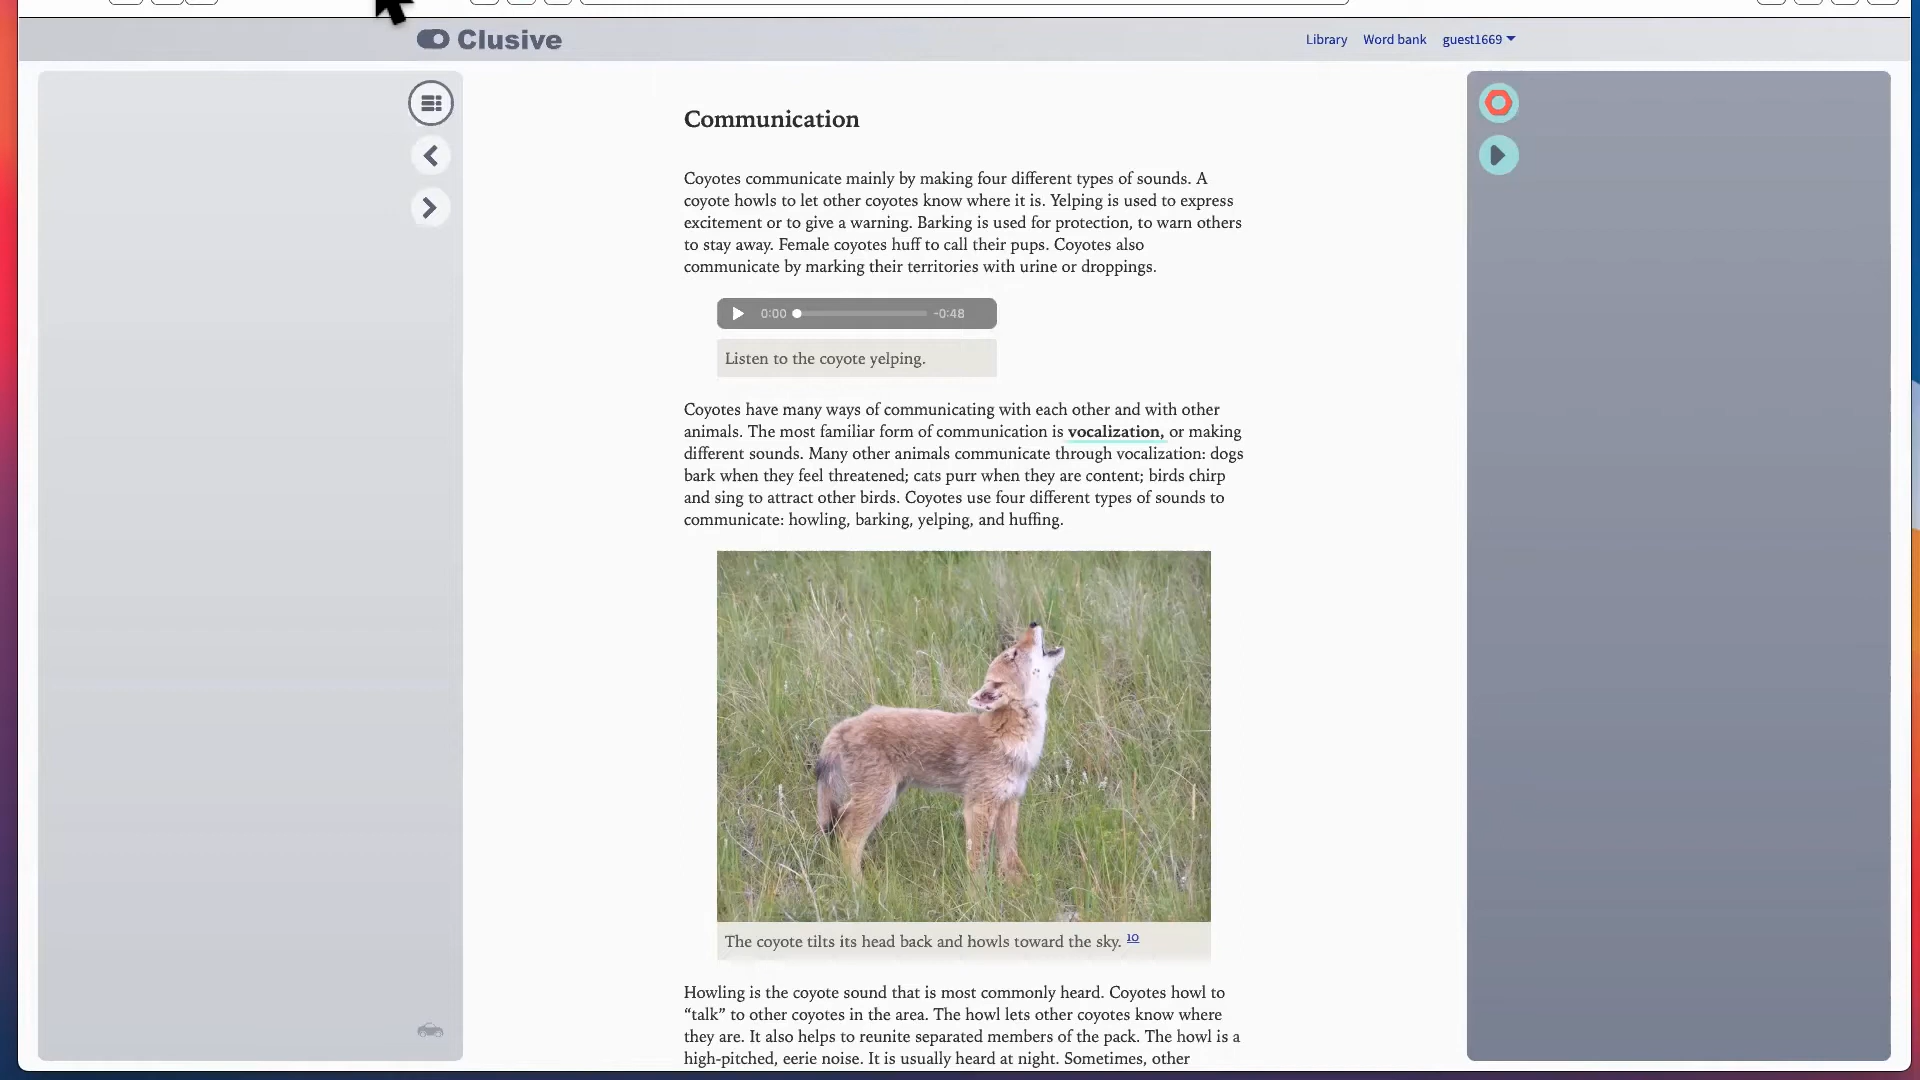 Clusive
Library Word bank guest1669
Communication
Coyotes communicate mainly by making four different types of sounds. A
coyote howls to let other coyotes know where it is. Yelping is used to express
excitement or to give a warning. Barking is used for protection, to warn others
to stay away. Female coyotes huff to call their pups. Coyotes also
communicate by marking their territories with urine or droppings.
0:00 -0:48
Listen to the coyote yelping.
Coyotes have many ways of communicating with each other and with other
animals. The most familiar form of communication is vocalization, or making
different sounds. Many other animals communicate through vocalization: dogs
bark when they feel threatened; cats purr when they are content; birds chirp
and sing to attract other birds. Coyotes use four different types of sounds to
communicate: howling, barking, yelping, and huffing.
The coyote tilts its head back and howls toward the sky. 10
Howling is the coyote sound that is most commonly heard. Coyotes howl to
“talk” to other coyotes in the area. The howl lets other coyotes know where
they are. It also helps to reunite separated members of the pack. The howl is a
high-pitched, eerie noise. It is usually heard at night. Sometimes, other